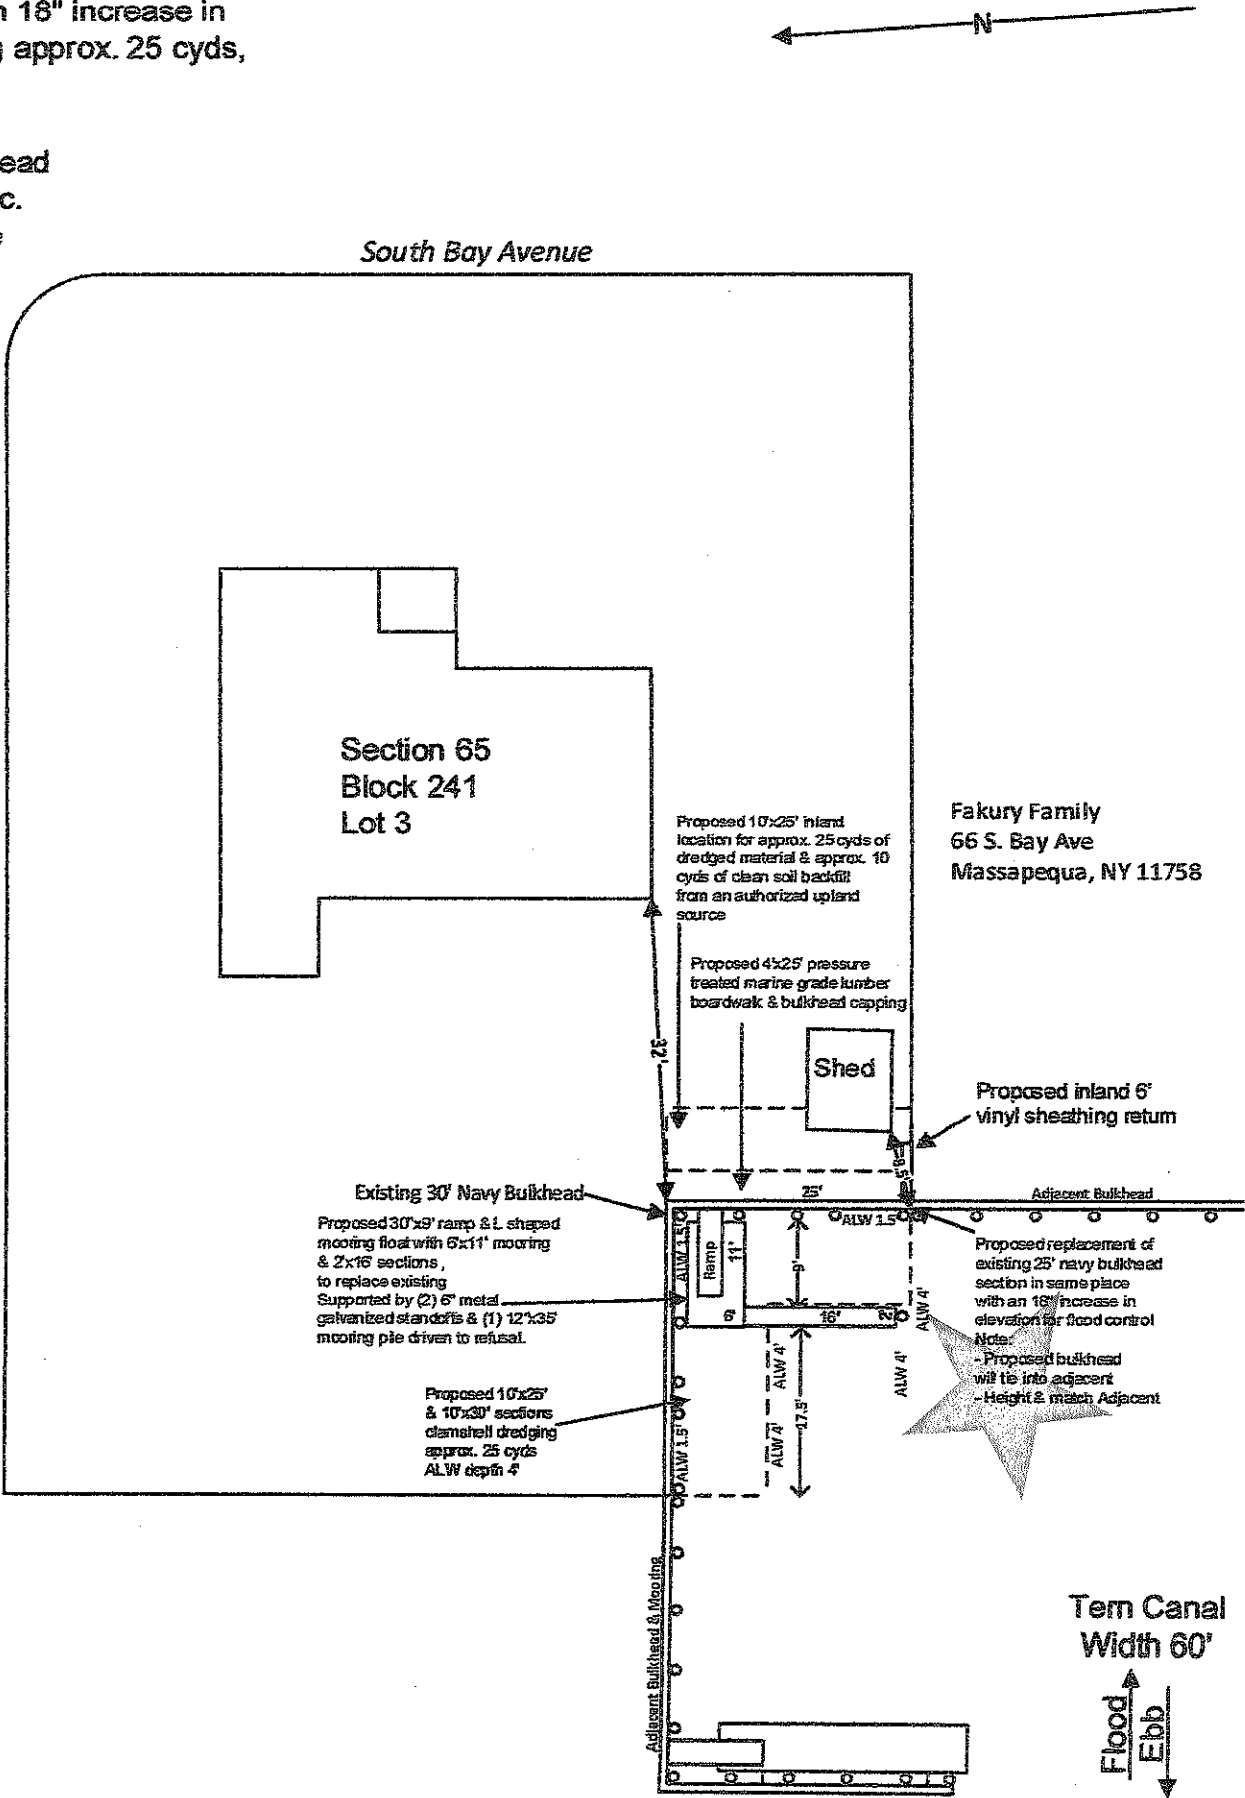 n 18" increase in
g approx. 25 cyds,
N
ead
c.
South Bay Avenue
Section 65
Block 241
Lot 3
Fakury Family
66 S. Bay Ave
Massapequa, NY 11758
Proposed 10'x25' inland
location for approx. 25 cyds of
dredged material & approx. 10
cyds of clean soil backfill
from an authorized upland
source
Proposed 4'x25' pressure
treated marine grade lumber
boardwalk & bulkhead capping
32'
Shed
Proposed inland 6'
vinyl sheathing return
Existing 30' Navy Bulkhead
25'
Adjacent Bulkhead
Proposed 30'x9' ramp & L shaped
mooring float with 6'x11' mooring
& 2'x16' sections,
to replace existing
Supported by (2) 6" metal
galvanized standoffs & (1) 12"x35'
mooring pile driven to refusal.
ALW 1.5'
Ramp
11'
9'
ALW 1.5'
6'
16'
2'
ALW 4'
Proposed replacement of
existing 25' navy bulkhead
section in same place
with an 18" increase in
elevation for flood control
Note:
- Proposed bulkhead
will tie into adjacent
- Height & match Adjacent
ALW 4'
ALW 4'
Proposed 10'x25'
& 10'x30' sections
clamshell dredging
approx. 25 cyds
ALW depth 4'
ALW 1.5'
ALW 4'
17.5'
Adjacent Bulkhead & Mooring
Tern Canal
Width 60'
Flood
Ebb